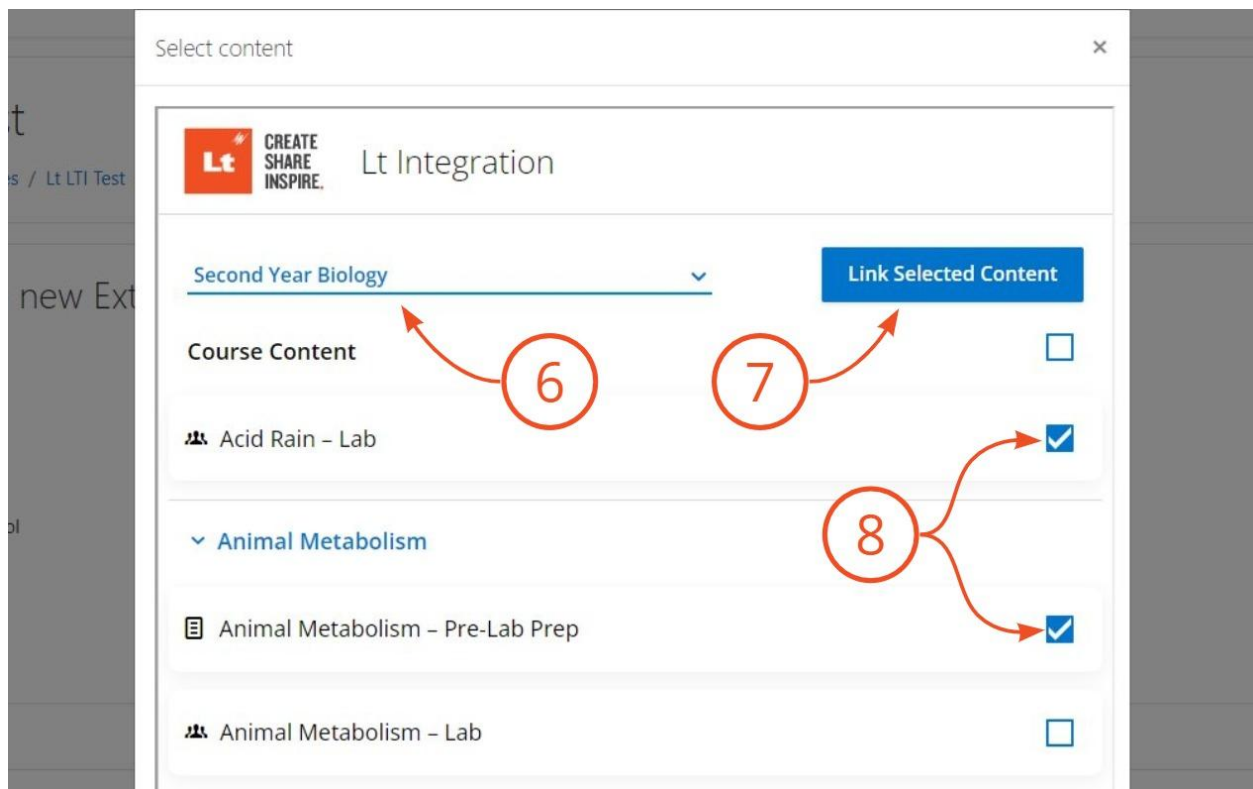 Select content
×
st
es / Lt LTI Test
Lt
CREATE
SHARE
INSPIRE.
Lt Integration
new Ext
Second Year Biology
Link Selected Content
Course Content
6
7
Acid Rain – Lab
ol
8
Animal Metabolism
Animal Metabolism – Pre-Lab Prep
Animal Metabolism – Lab